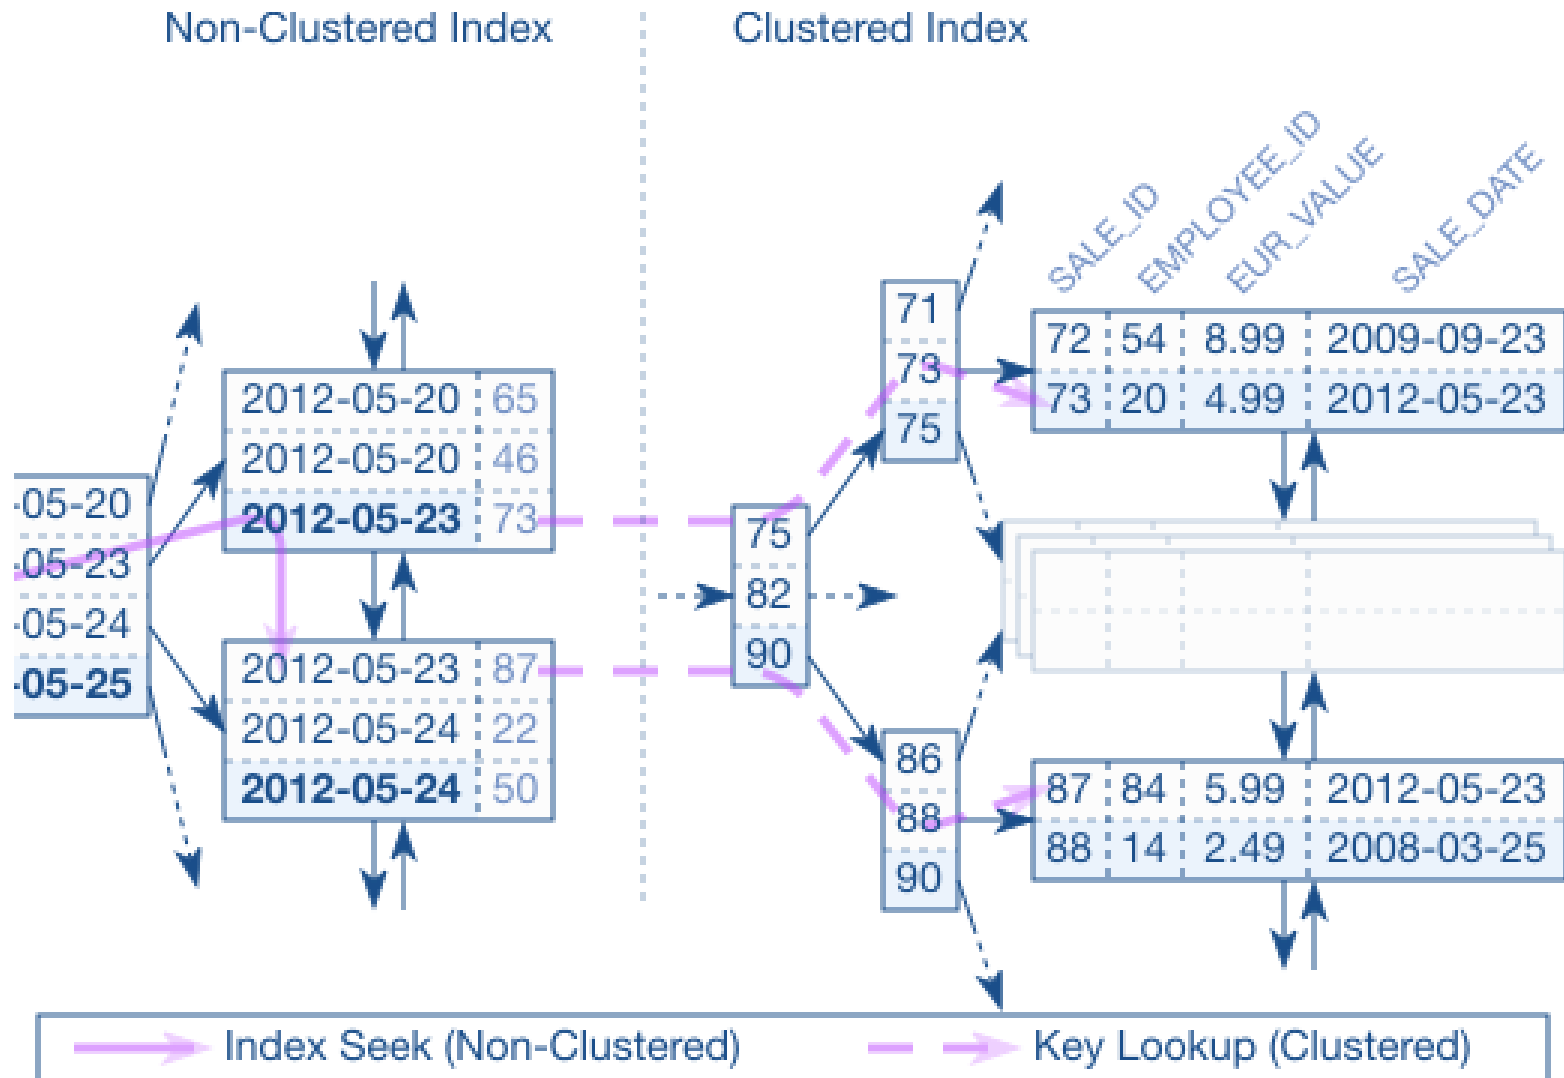 Non-Clustered Index
Clustered Index
-05-20
-05-23
-05-24
-05-25
2012-05-20 65
2012-05-20 46
2012-05-23 73
2012-05-23 87
2012-05-24 22
2012-05-24 50
75
82
90
71
73
75
86
88
90
SALE_ID
EMPLOYEE_ID
EUR_VALUE
SALE_DATE
72 54 8.99 2009-09-23
73 20 4.99 2012-05-23
87 84 5.99 2012-05-23
88 14 2.49 2008-03-25
Index Seek (Non-Clustered)
Key Lookup (Clustered)